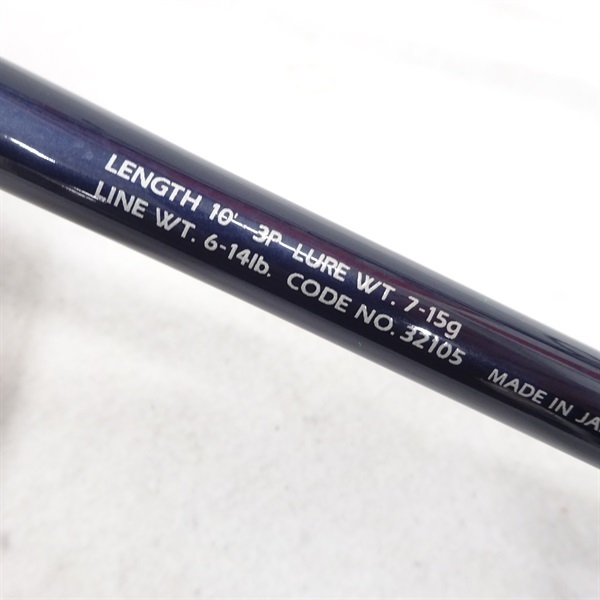 LENGTH 10' 3P LURE WT. 7-15g
LINE WT. 6-14lb. CODE NO. 32105
MADE IN JA